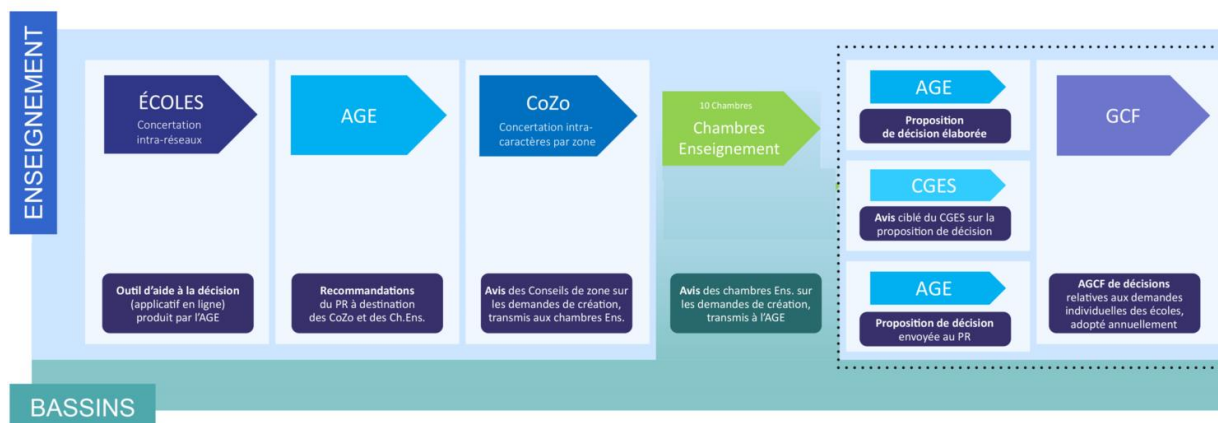 ENSEIGNEMENT
ÉCOLES
Concertation
intra-réseaux
Outil d'aide à la décision
(applicatif en ligne)
produit par l'AGE
AGE
Recommandations
du PR à destination
des CoZo et des Ch.Ens.
CoZo
Concertation intra-
caractères par zone
Avis des Conseils de zone sur
les demandes de création,
transmis aux chambres Ens.
10 Chambres
Chambres
Enseignement
Avis des chambres Ens. sur
les demandes de création,
transmis à l'AGE
AGE
Proposition
de décision élaborée
CGES
Avis ciblé du CGES sur la
proposition de décision
AGE
Proposition de décision
envoyée au PR
GCF
AGCF de décisions
relatives aux demandes
individuelles des écoles,
adopté annuellement
BASSINS